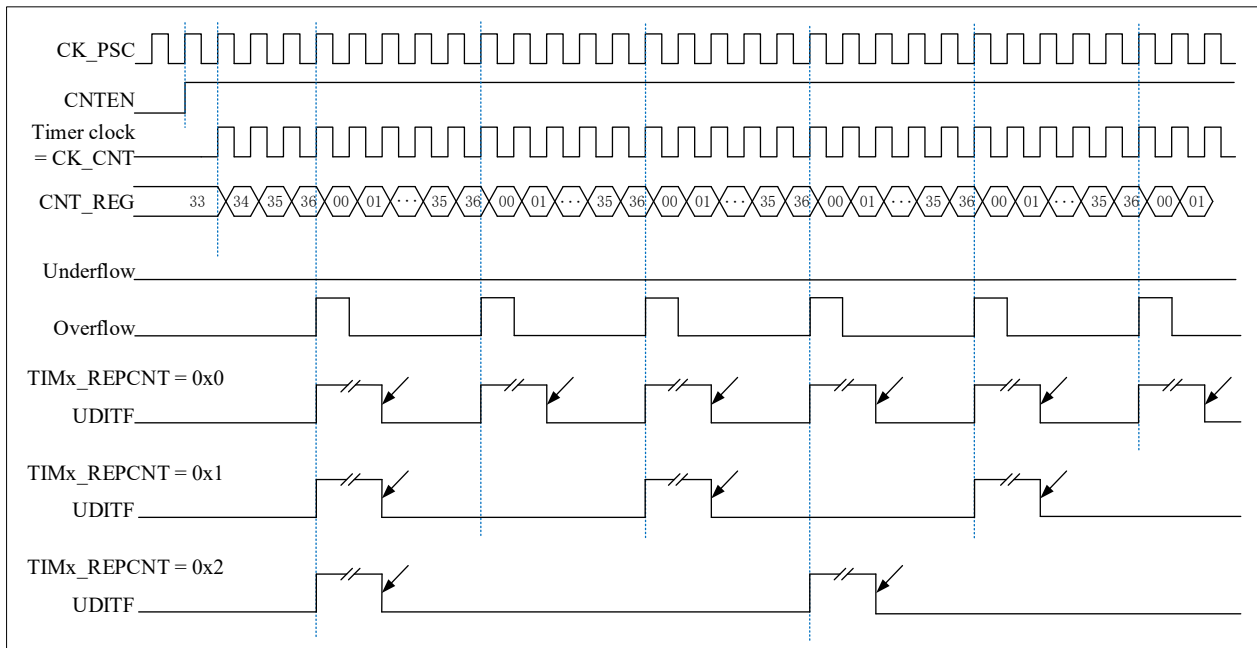 CK_PSC
CNTEN
Timer clock
= CK_CNT
CNT_REG 33 34 35 36 00 01 ··· 35 36 00 01 ··· 35 36 00 01 ··· 35 36 00 01 ··· 35 36 00 01 ··· 35 36 00 01
Underflow
Overflow
TIMx_REPCNT = 0x0
UDITF
TIMx_REPCNT = 0x1
UDITF
TIMx_REPCNT = 0x2
UDITF